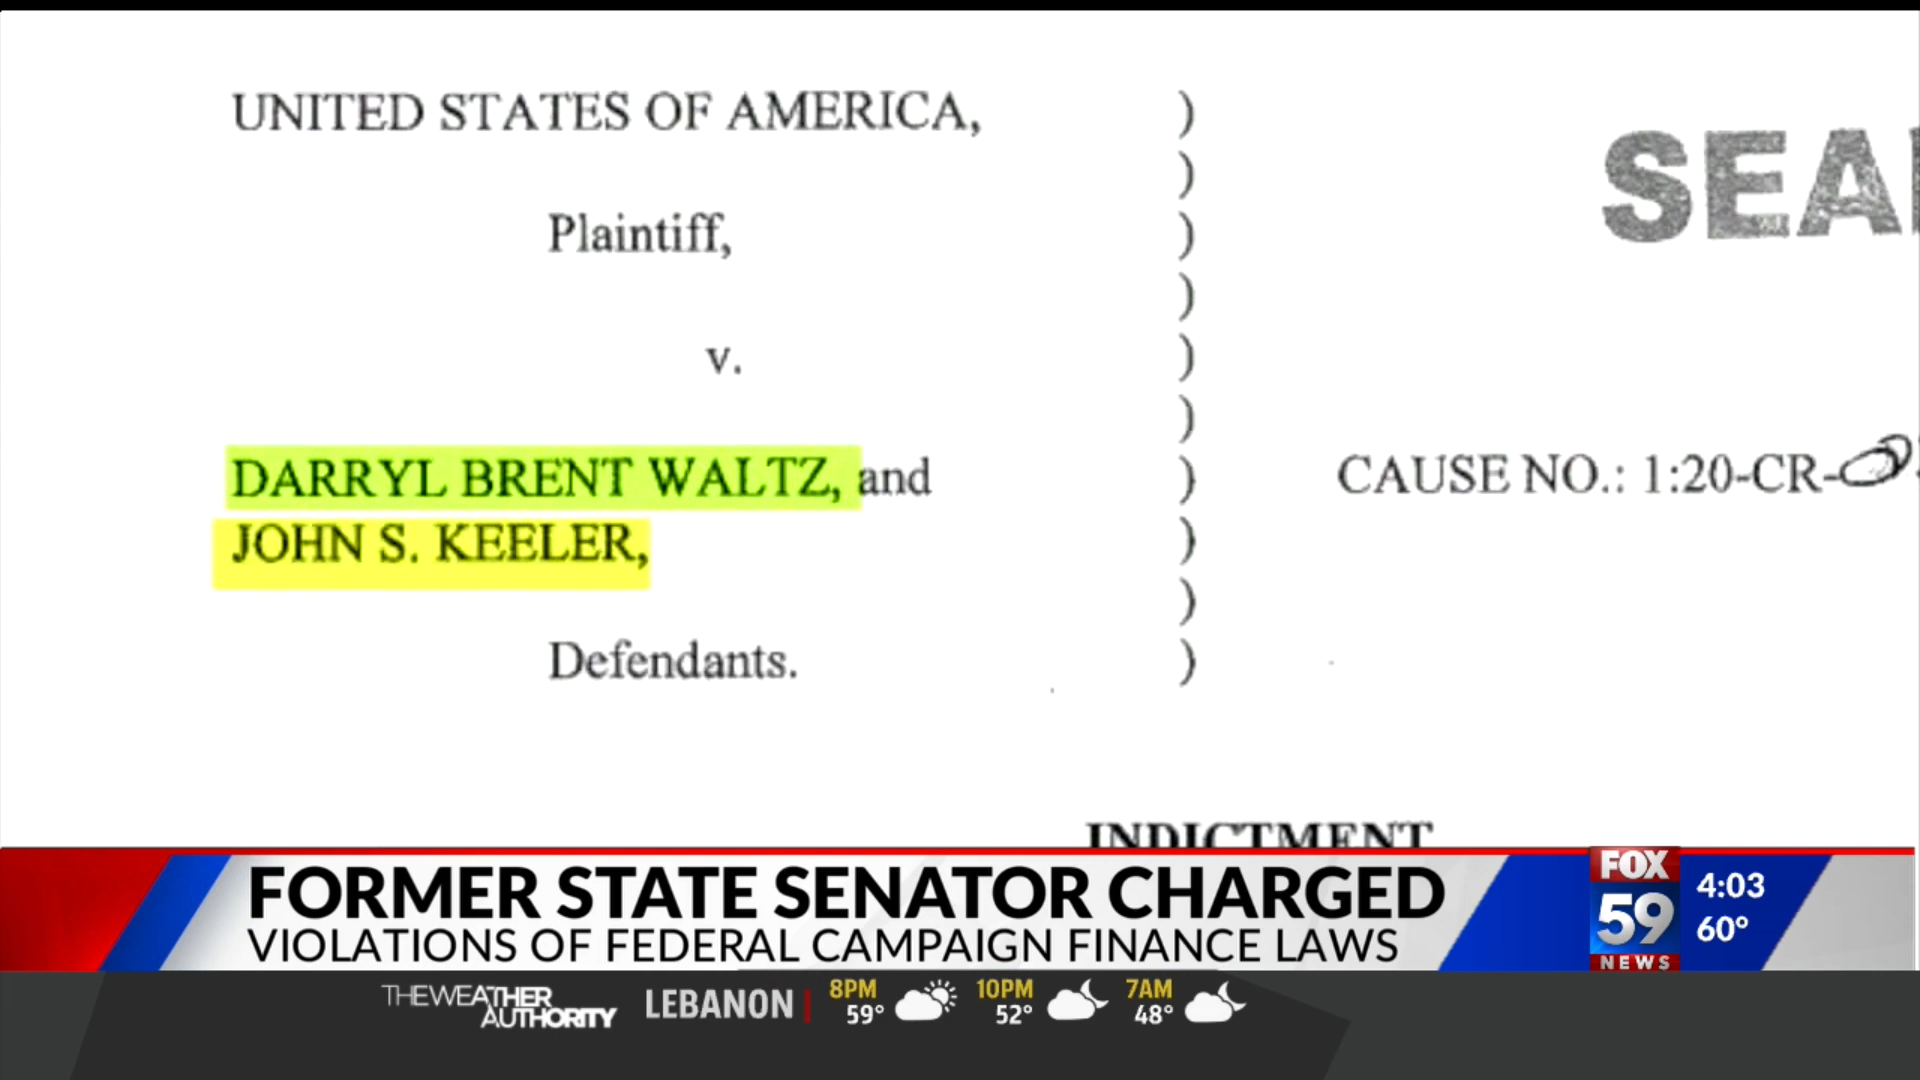 UNITED STATES OF AMERICA, )
)
Plaintiff, )
)
v. )
)
DARRYL BRENT WALTZ, and ) CAUSE NO.: 1:20-CR-
JOHN S. KEELER, )
)
Defendants. )
SEA
INDICTMENT
FORMER STATE SENATOR CHARGED
VIOLATIONS OF FEDERAL CAMPAIGN FINANCE LAWS
FOX
59
NEWS
4:03
60°
THE WEATHER
AUTHORITY
LEBANON
8PM
59°
10PM
52°
7AM
48°